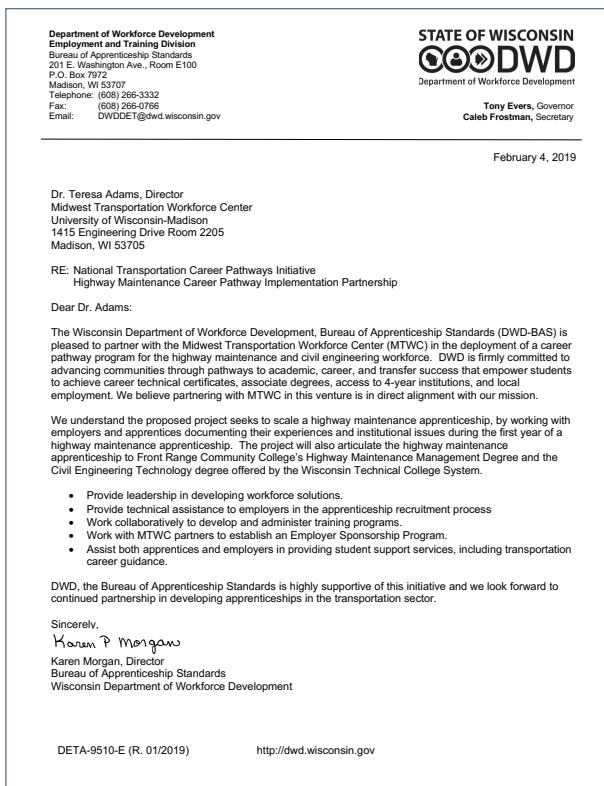 Department of Workforce Development
Employment and Training Division
Bureau of Apprenticeship Standards
201 E. Washington Ave., Room E100
P.O. Box 7972
Madison, WI 53707
Telephone: (608) 266-3332
Fax: (608) 266-0766
Email: DWDDET@dwd.wisconsin.gov
STATE OF WISCONSIN
DWD
Department of Workforce Development
Tony Evers, Governor
Caleb Frostman, Secretary
February 4, 2019
Dr. Teresa Adams, Director
Midwest Transportation Workforce Center
University of Wisconsin-Madison
1415 Engineering Drive Room 2205
Madison, WI 53705
RE: National Transportation Career Pathways Initiative
Highway Maintenance Career Pathway Implementation Partnership
Dear Dr. Adams:
The Wisconsin Department of Workforce Development, Bureau of Apprenticeship Standards (DWD-BAS) is
pleased to partner with the Midwest Transportation Workforce Center (MTWC) in the deployment of a career
pathway program for the highway maintenance and civil engineering workforce. DWD is firmly committed to
advancing communities through pathways to academic, career, and transfer success that empower students
to achieve career technical certificates, associate degrees, access to 4-year institutions, and local
employment. We believe partnering with MTWC in this venture is in direct alignment with our mission.
We understand the proposed project seeks to scale a highway maintenance apprenticeship, by working with
employers and apprentices documenting their experiences and institutional issues during the first year of a
highway maintenance apprenticeship. The project will also articulate the highway maintenance
apprenticeship to Front Range Community College's Highway Maintenance Management Degree and the
Civil Engineering Technology degree offered by the Wisconsin Technical College System.
• Provide leadership in developing workforce solutions.
• Provide technical assistance to employers in the apprenticeship recruitment process
• Work collaboratively to develop and administer training programs.
• Work with MTWC partners to establish an Employer Sponsorship Program.
• Assist both apprentices and employers in providing student support services, including transportation
career guidance.
DWD, the Bureau of Apprenticeship Standards is highly supportive of this initiative and we look forward to
continued partnership in developing apprenticeships in the transportation sector.
Sincerely,
Karen P Morgan
Karen Morgan, Director
Bureau of Apprenticeship Standards
Wisconsin Department of Workforce Development
DETA-9510-E (R. 01/2019) http://dwd.wisconsin.gov